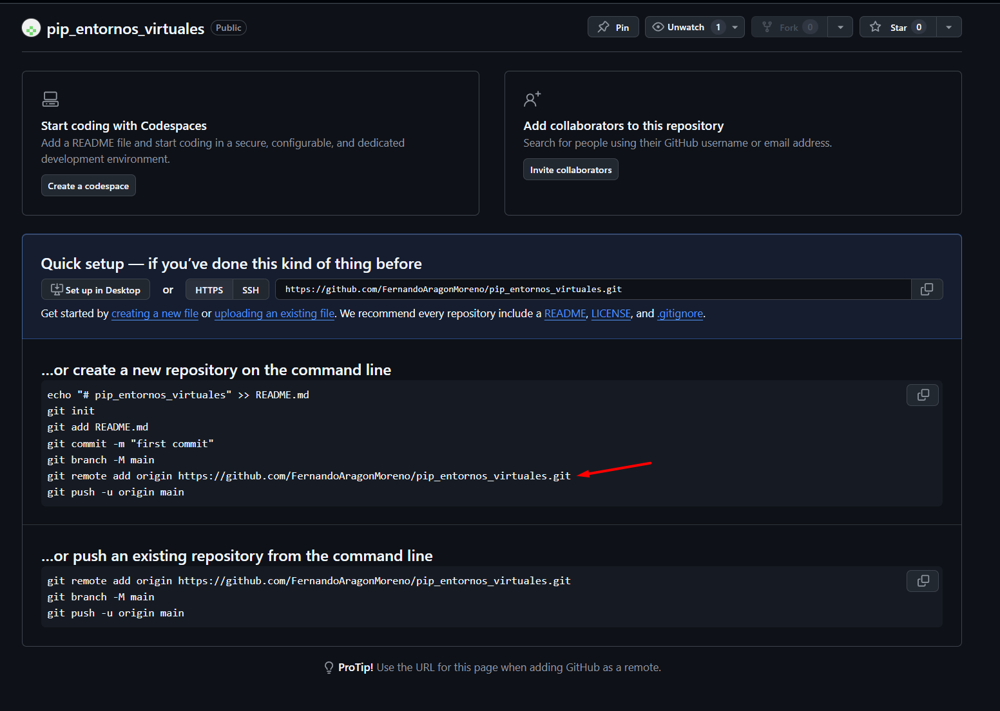 pip_entornos_virtuales Public Pin Unwatch 1 Fork 0 Star 0
Start coding with Codespaces
Add a README file and start coding in a secure, configurable, and dedicated
development environment.
Create a codespace
Add collaborators to this repository
Search for people using their GitHub username or email address.
Invite collaborators
Quick setup — if you’ve done this kind of thing before
Set up in Desktop or HTTPS SSH https://github.com/FernandoAragonMoreno/pip_entornos_virtuales.git
Get started by creating a new file or uploading an existing file. We recommend every repository include a README, LICENSE, and .gitignore.
…or create a new repository on the command line
echo "# pip_entornos_virtuales" >> README.md
git init
git add README.md
git commit -m "first commit"
git branch -M main
git remote add origin https://github.com/FernandoAragonMoreno/pip_entornos_virtuales.git
git push -u origin main
…or push an existing repository from the command line
git remote add origin https://github.com/FernandoAragonMoreno/pip_entornos_virtuales.git
git branch -M main
git push -u origin main
ProTip! Use the URL for this page when adding GitHub as a remote.